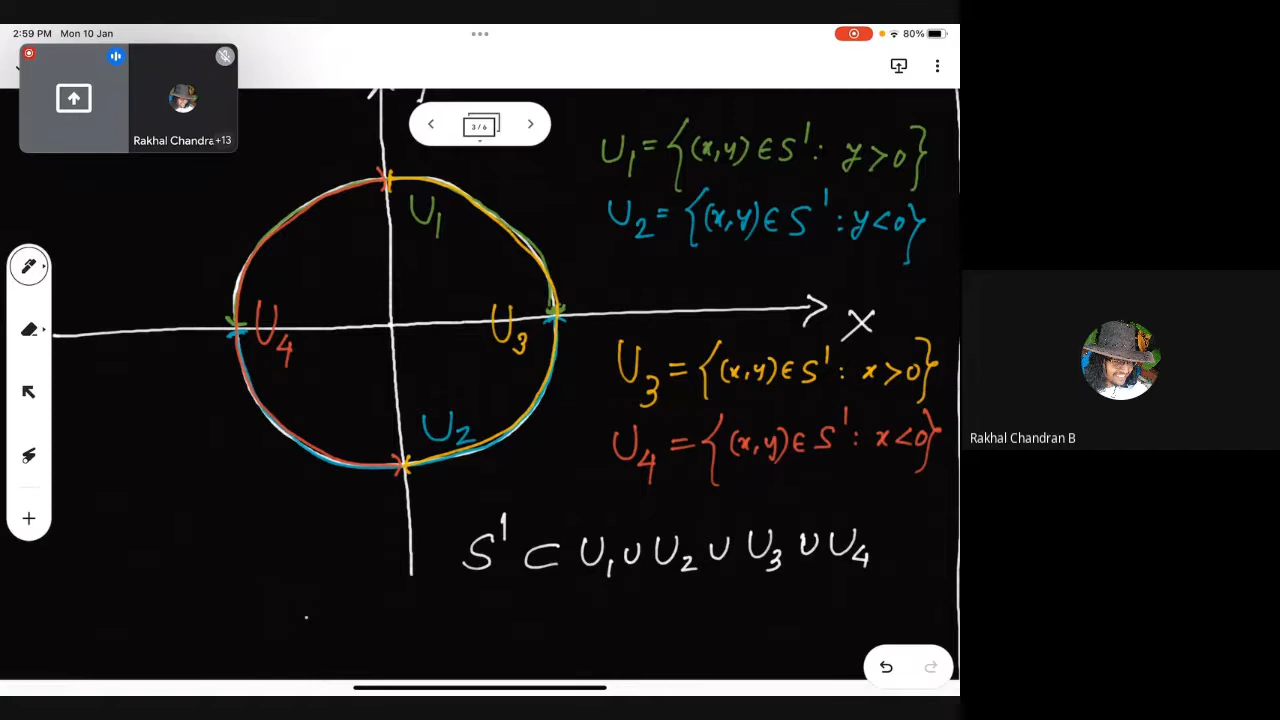 2:59 PM Mon 10 Jan
80%
Rakhal Chandra +13
3 / 6
U₁ = {(x,y) ∈ S¹ : y > 0}
U₂ = {(x,y) ∈ S¹ : y < 0}
U₁
U₄
U₃
X
U₃ = {(x,y) ∈ S¹ : x > 0}
U₄ = {(x,y) ∈ S¹ : x < 0}
U₂
Rakhal Chandran B
S¹ ⊂ U₁ ∪ U₂ ∪ U₃ ∪ U₄